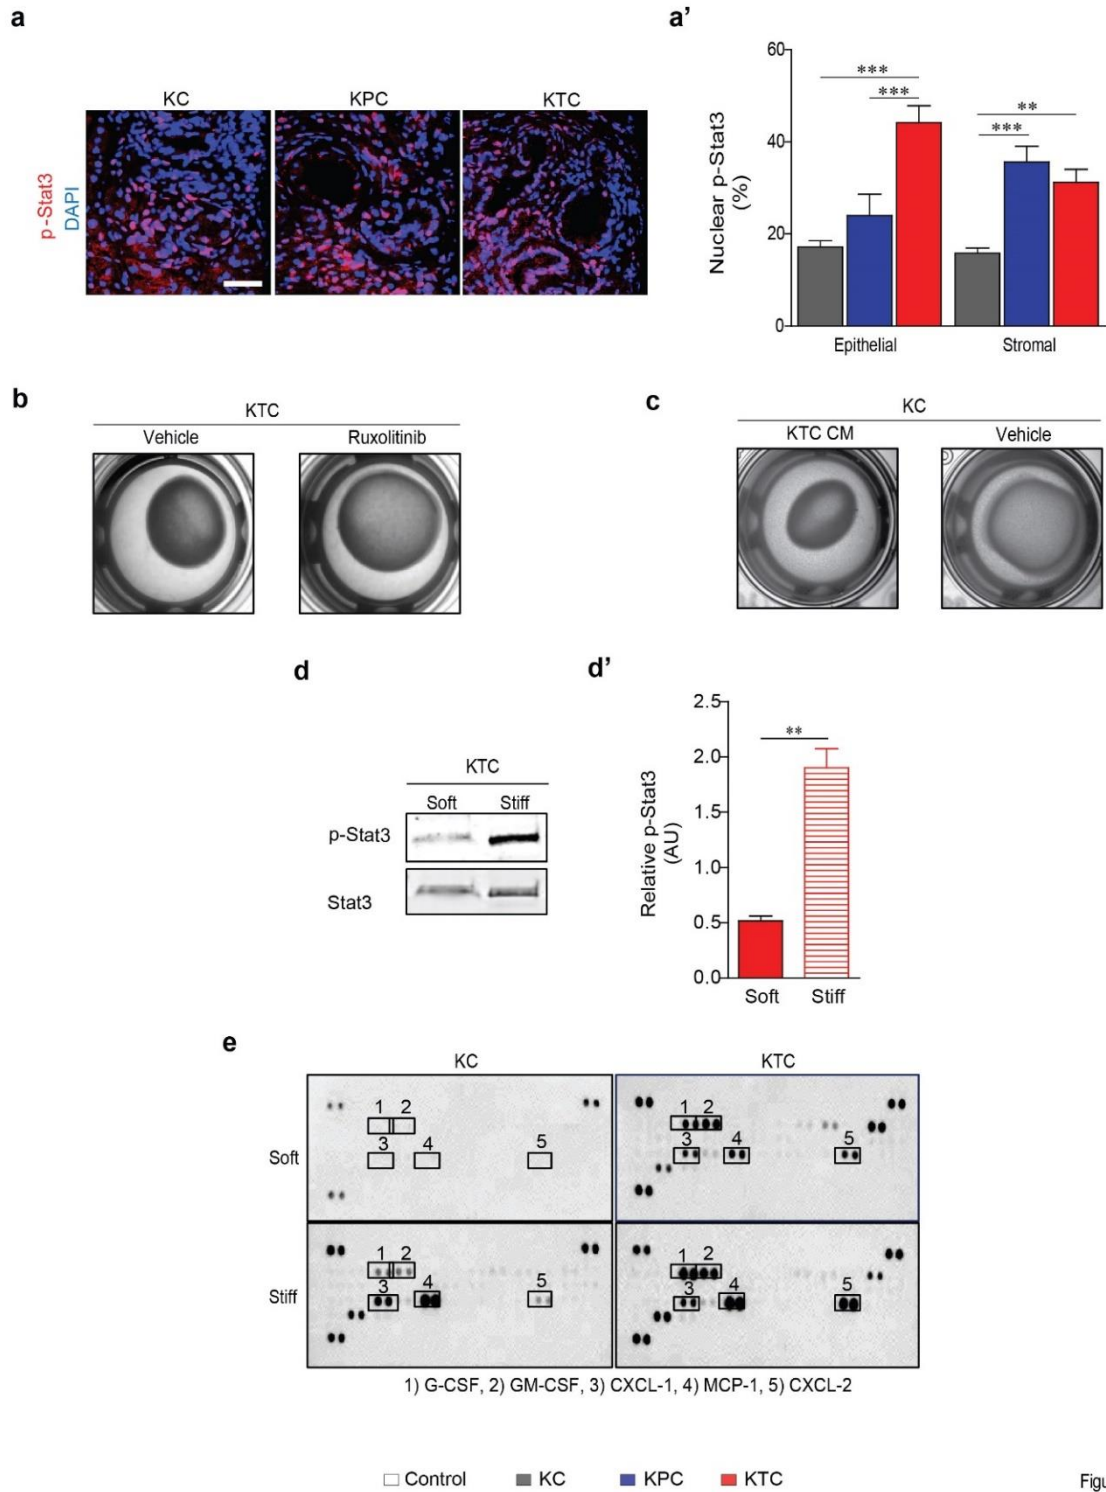 a
KC KPC KTC
p-Stat3
DAPI
a’
60
40
20
0
Nuclear p-Stat3
(%)
***
***
**
***
Epithelial Stromal
b
KTC
Vehicle Ruxolitinib
c
KC
KTC CM Vehicle
d
KTC
Soft Stiff
p-Stat3
Stat3
d’
2.5
2.0
1.5
1.0
0.5
0.0
Relative p-Stat3
(AU)
**
Soft Stiff
e
KC KTC
Soft
1 2
3 4 5
1 2
3 4 5
Stiff
1 2
3 4 5
1 2
3 4 5
1) G-CSF, 2) GM-CSF, 3) CXCL-1, 4) MCP-1, 5) CXCL-2
Control KC KPC KTC
Figu